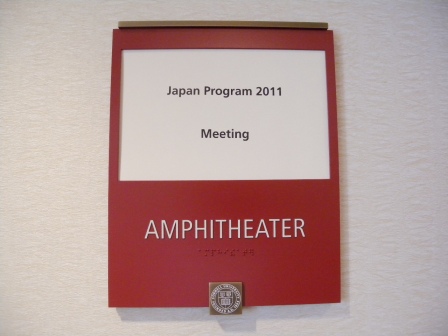 Japan Program 2011
Meeting
AMPHITHEATER